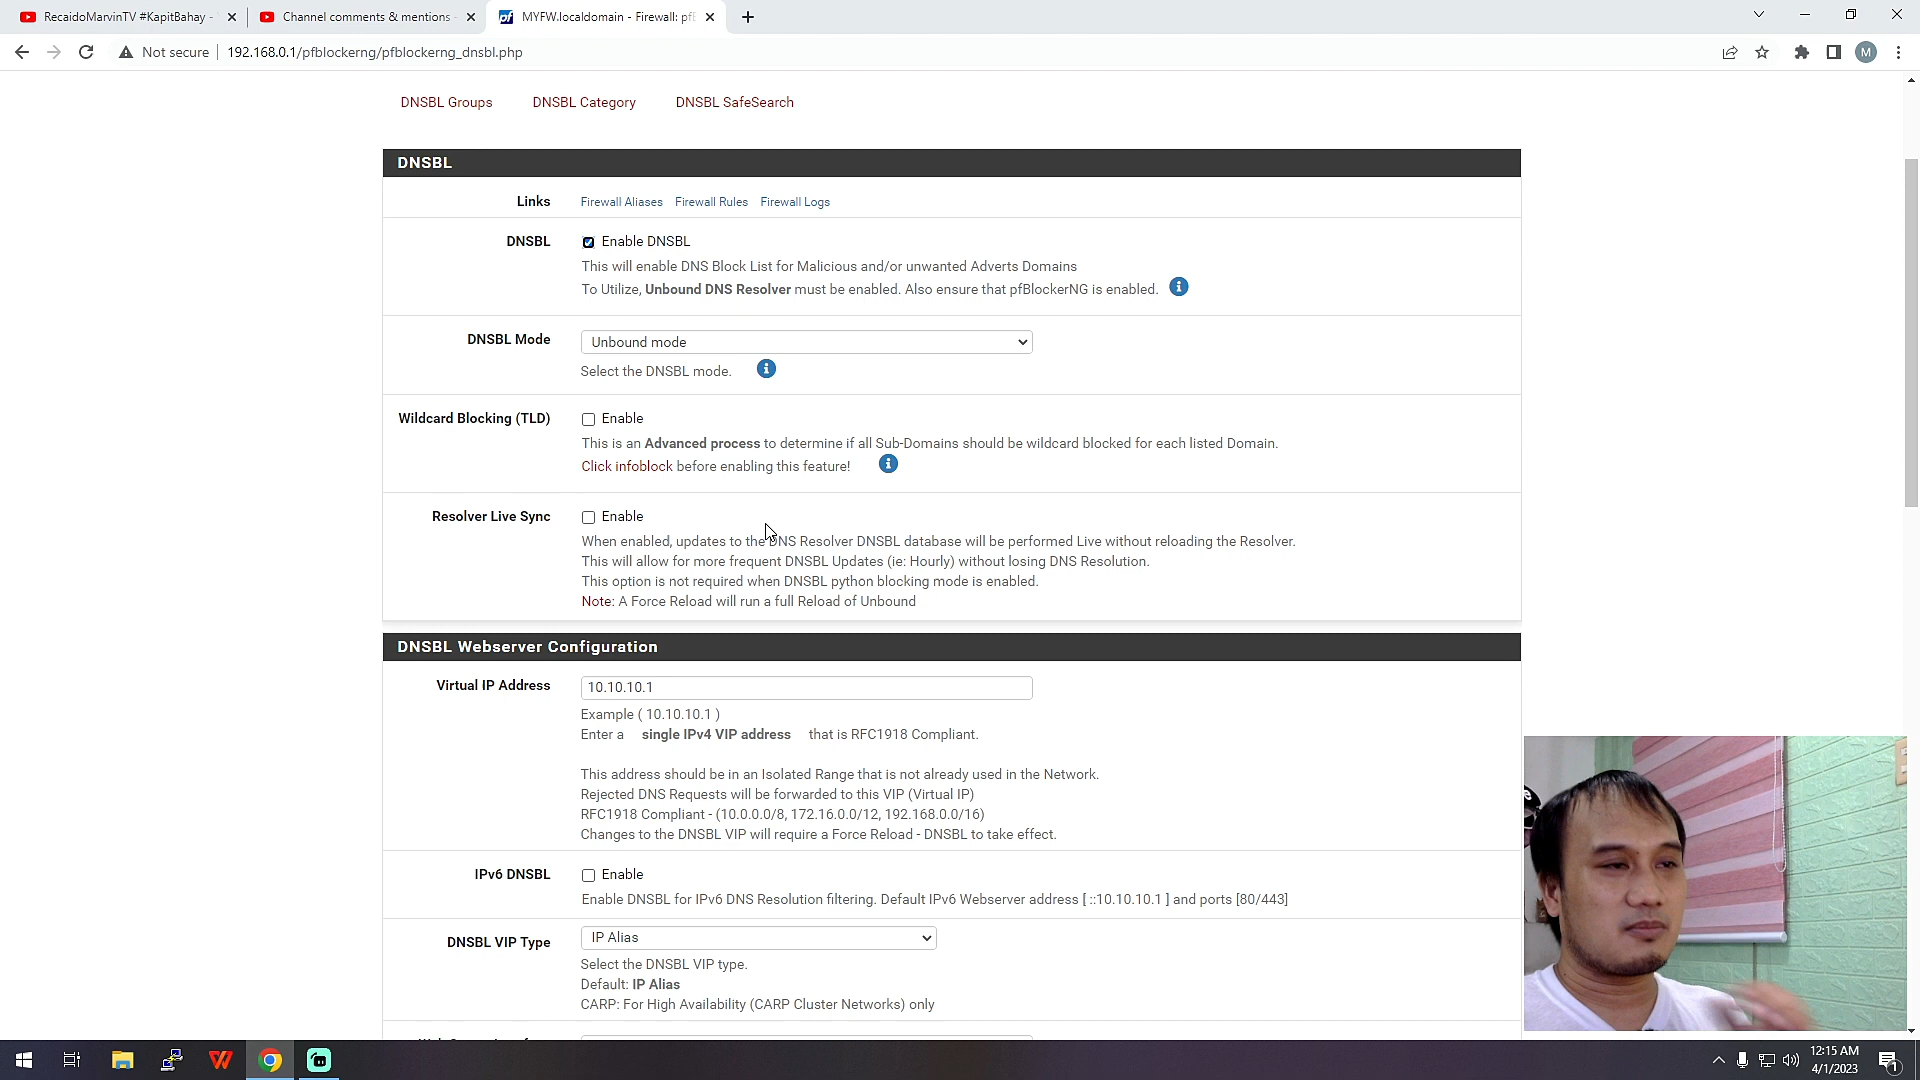 RecaidoMarvinTV #KapitBahay -
Channel comments & mentions -
MYFW.localdomain - Firewall: pf
Not secure
192.168.0.1/pfblockerng/pfblockerng_dnsbl.php
M
DNSBL Groups
DNSBL Category
DNSBL SafeSearch
DNSBL
Links
Firewall Aliases Firewall Rules Firewall Logs
DNSBL
Enable DNSBL
This will enable DNS Block List for Malicious and/or unwanted Adverts Domains
To Utilize, Unbound DNS Resolver must be enabled. Also ensure that pfBlockerNG is enabled.
DNSBL Mode
Unbound mode
Select the DNSBL mode.
Wildcard Blocking (TLD)
Enable
This is an Advanced process to determine if all Sub-Domains should be wildcard blocked for each listed Domain.
Click infoblock before enabling this feature!
Resolver Live Sync
Enable
When enabled, updates to the DNS Resolver DNSBL database will be performed Live without reloading the Resolver.
This will allow for more frequent DNSBL Updates (ie: Hourly) without losing DNS Resolution.
This option is not required when DNSBL python blocking mode is enabled.
Note: A Force Reload will run a full Reload of Unbound
DNSBL Webserver Configuration
Virtual IP Address
10.10.10.1
Example ( 10.10.10.1 )
Enter a single IPv4 VIP address that is RFC1918 Compliant.
This address should be in an Isolated Range that is not already used in the Network.
Rejected DNS Requests will be forwarded to this VIP (Virtual IP)
RFC1918 Compliant - (10.0.0.0/8, 172.16.0.0/12, 192.168.0.0/16)
Changes to the DNSBL VIP will require a Force Reload - DNSBL to take effect.
IPv6 DNSBL
Enable
Enable DNSBL for IPv6 DNS Resolution filtering. Default IPv6 Webserver address [ ::10.10.10.1 ] and ports [80/443]
DNSBL VIP Type
IP Alias
Select the DNSBL VIP type.
Default: IP Alias
CARP: For High Availability (CARP Cluster Networks) only
12:15 AM
4/1/2023
1